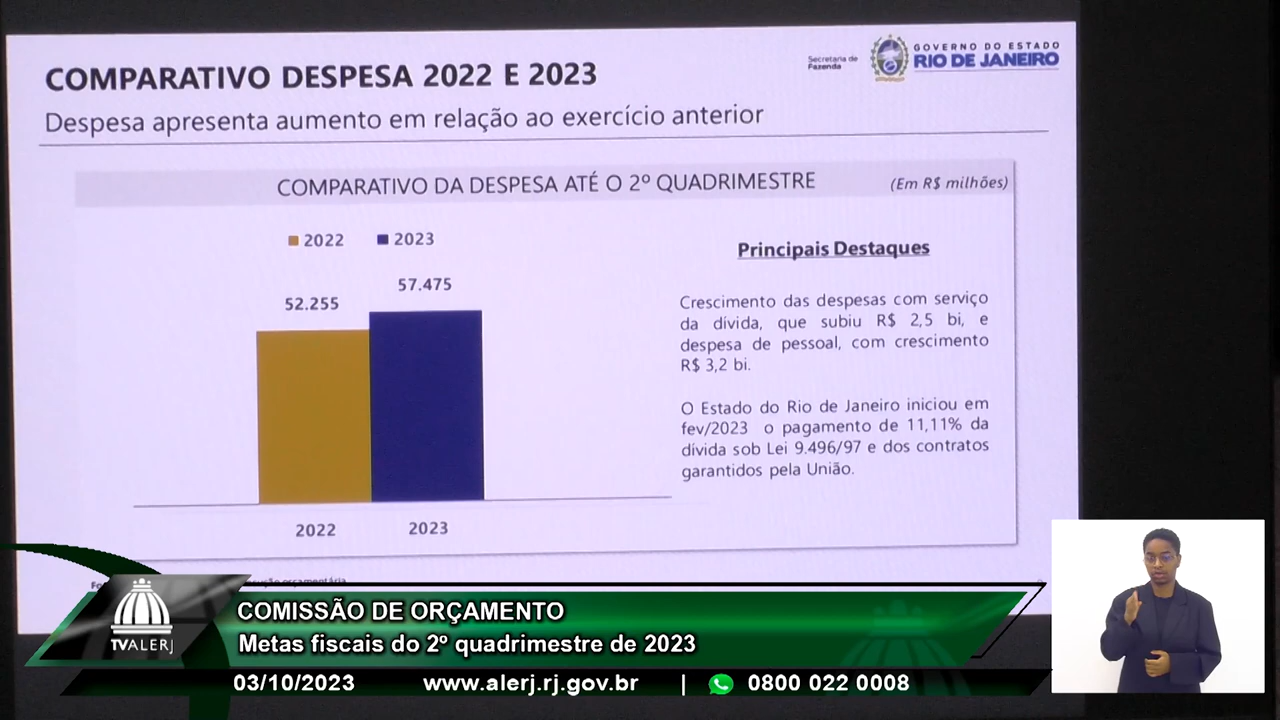 COMPARATIVO DESPESA 2022 E 2023
Despesa apresenta aumento em relação ao exercício anterior
Secretaria de
Fazenda
GOVERNO DO ESTADO
RIO DE JANEIRO
COMPARATIVO DA DESPESA ATÉ O 2º QUADRIMESTRE
(Em R$ milhões)
2022
2023
52.255
57.475
2022
2023
Principais Destaques
Crescimento das despesas com serviço
da dívida, que subiu R$ 2,5 bi, e
despesa de pessoal, com crescimento
R$ 3,2 bi.
O Estado do Rio de Janeiro iniciou em
fev/2023 o pagamento de 11,11% da
dívida sob Lei 9.496/97 e dos contratos
garantidos pela União.
TVALERJ
COMISSÃO DE ORÇAMENTO
Metas fiscais do 2º quadrimestre de 2023
03/10/2023
www.alerj.rj.gov.br | 0800 022 0008